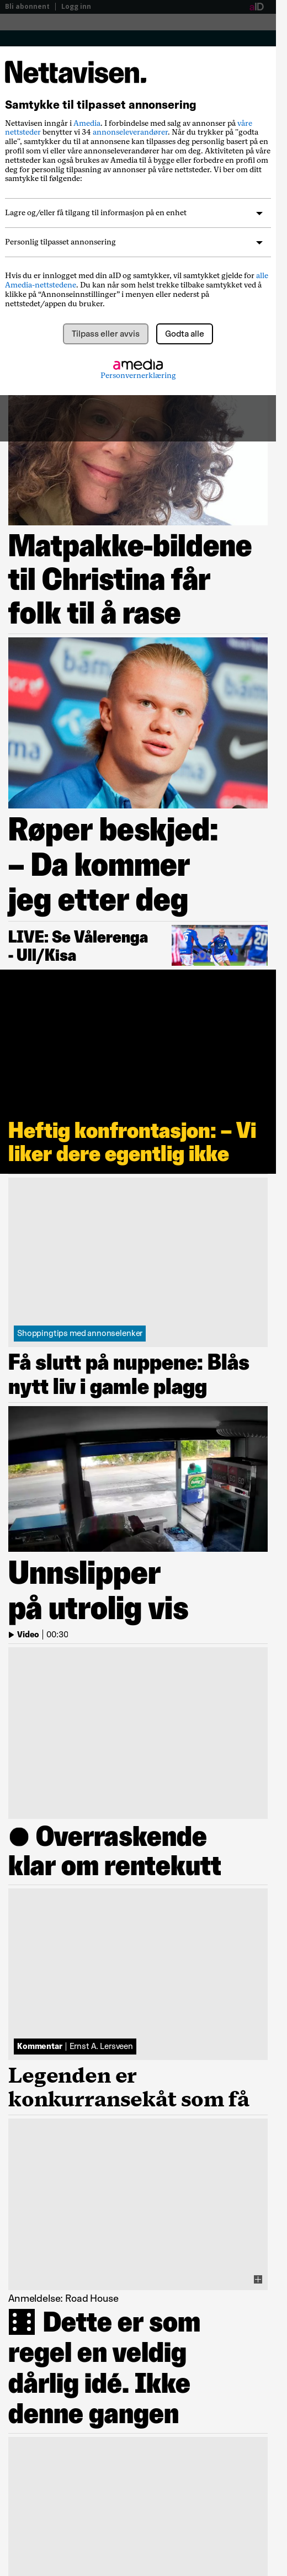 Bli abonnent | Logg inn
aID
Nettavisen.
Samtykke til tilpasset annonsering
Nettavisen inngår i Amedia. I forbindelse med salg av annonser på våre
nettsteder benytter vi 34 annonseleverandører. Når du trykker på "godta
alle", samtykker du til at annonsene kan tilpasses deg personlig basert på en
profil som vi eller våre annonseleverandører har om deg. Aktiviteten på våre
nettsteder kan også brukes av Amedia til å bygge eller forbedre en profil om
deg for personlig tilpasning av annonser på våre nettsteder. Vi ber om ditt
samtykke til følgende:
Lagre og/eller få tilgang til informasjon på en enhet
Personlig tilpasset annonsering
Hvis du er innlogget med din aID og samtykker, vil samtykket gjelde for alle
Amedia-nettstedene. Du kan når som helst trekke tilbake samtykket ved å
klikke på “Annonseinnstillinger” i menyen eller nederst på
nettstedet/appen du bruker.
Tilpass eller avvis
Godta alle
amedia
Personvernerklæring
Matpakke-bildene
til Christina får
folk til å rase
Røper beskjed:
– Da kommer
jeg etter deg
LIVE: Se Vålerenga
- Ull/Kisa
Heftig konfrontasjon: – Vi
liker dere egentlig ikke
Shoppingtips med annonselenker
Få slutt på nuppene: Blås
nytt liv i gamle plagg
Unnslipper
på utrolig vis
Video | 00:30
Overraskende
klar om rentekutt
Kommentar | Ernst A. Lersveen
Legenden er
konkurransekåt som få
Anmeldelse: Road House
Dette er som
regel en veldig
dårlig idé. Ikke
denne gangen